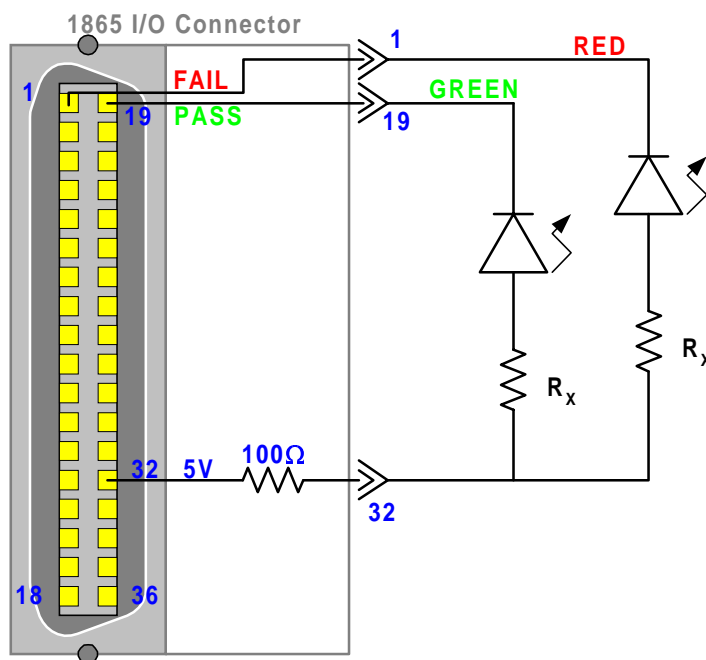 1865 I/O Connector
1
FAIL
1
RED
19
PASS
19
GREEN
RX
RX
32
5V
100Ω
32
18
36